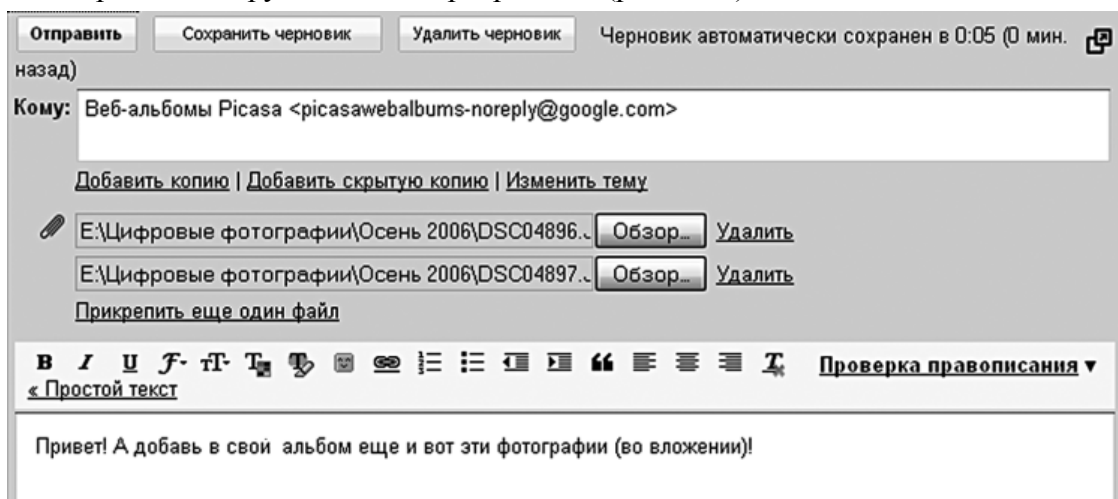 Отправить Сохранить черновик Удалить черновик Черновик автоматически сохранен в 0:05 (0 мин.
назад)
Кому: Веб-альбомы Picasa <picasawebalbums-noreply@google.com>
Добавить копию | Добавить скрытую копию | Изменить тему
E:\Цифровые фотографии\Осень 2006\DSC04896. Обзор... Удалить
E:\Цифровые фотографии\Осень 2006\DSC04897. Обзор... Удалить
Прикрепить еще один файл
B I U F тT T T Проверка правописания ▼
« Простой текст
Привет! А добавь в свой альбом еще и вот эти фотографии (во вложении)!